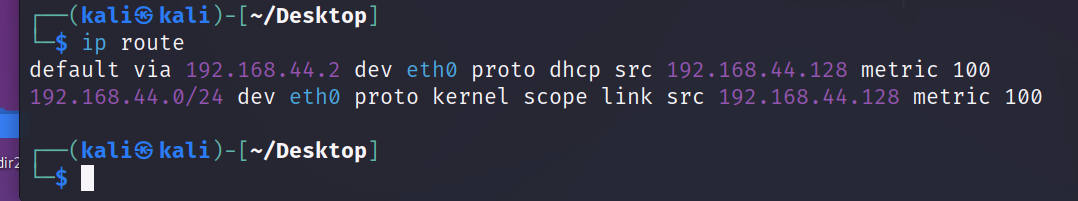 ┌──(kali㉿kali)-[~/Desktop]
└─$ ip route
default via 192.168.44.2 dev eth0 proto dhcp src 192.168.44.128 metric 100
192.168.44.0/24 dev eth0 proto kernel scope link src 192.168.44.128 metric 100
┌──(kali㉿kali)-[~/Desktop]
dir2
└─$